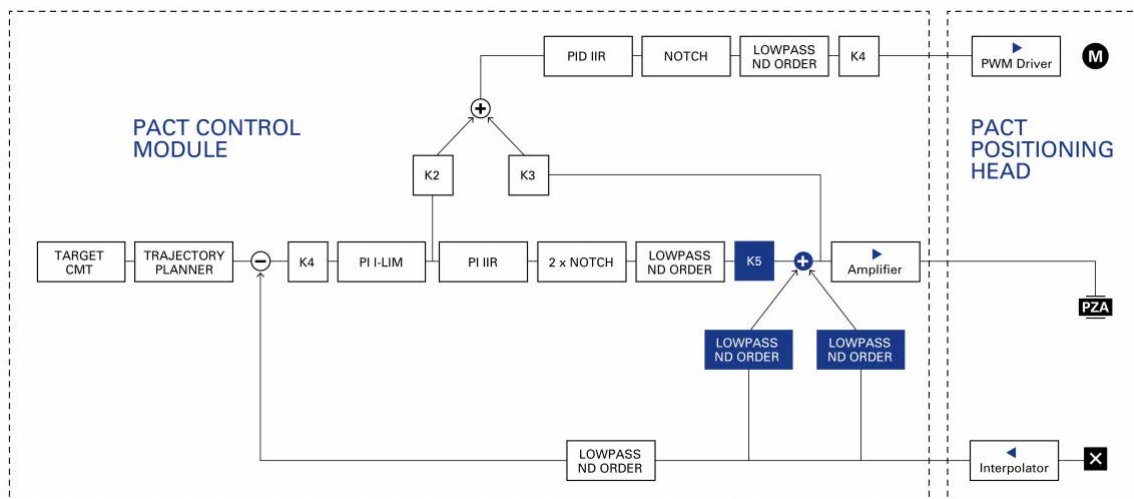 PID IIR
NOTCH
LOWPASS
ND ORDER
K4
PWM Driver
M
+
PACT CONTROL
MODULE
PACT
POSITIONING
HEAD
K2
K3
TARGET
CMT
TRAJECTORY
PLANNER
−
K4
PI I-LIM
PI IIR
2 x NOTCH
LOWPASS
ND ORDER
K5
+
Amplifier
PZA
LOWPASS
ND ORDER
LOWPASS
ND ORDER
LOWPASS
ND ORDER
Interpolator
X